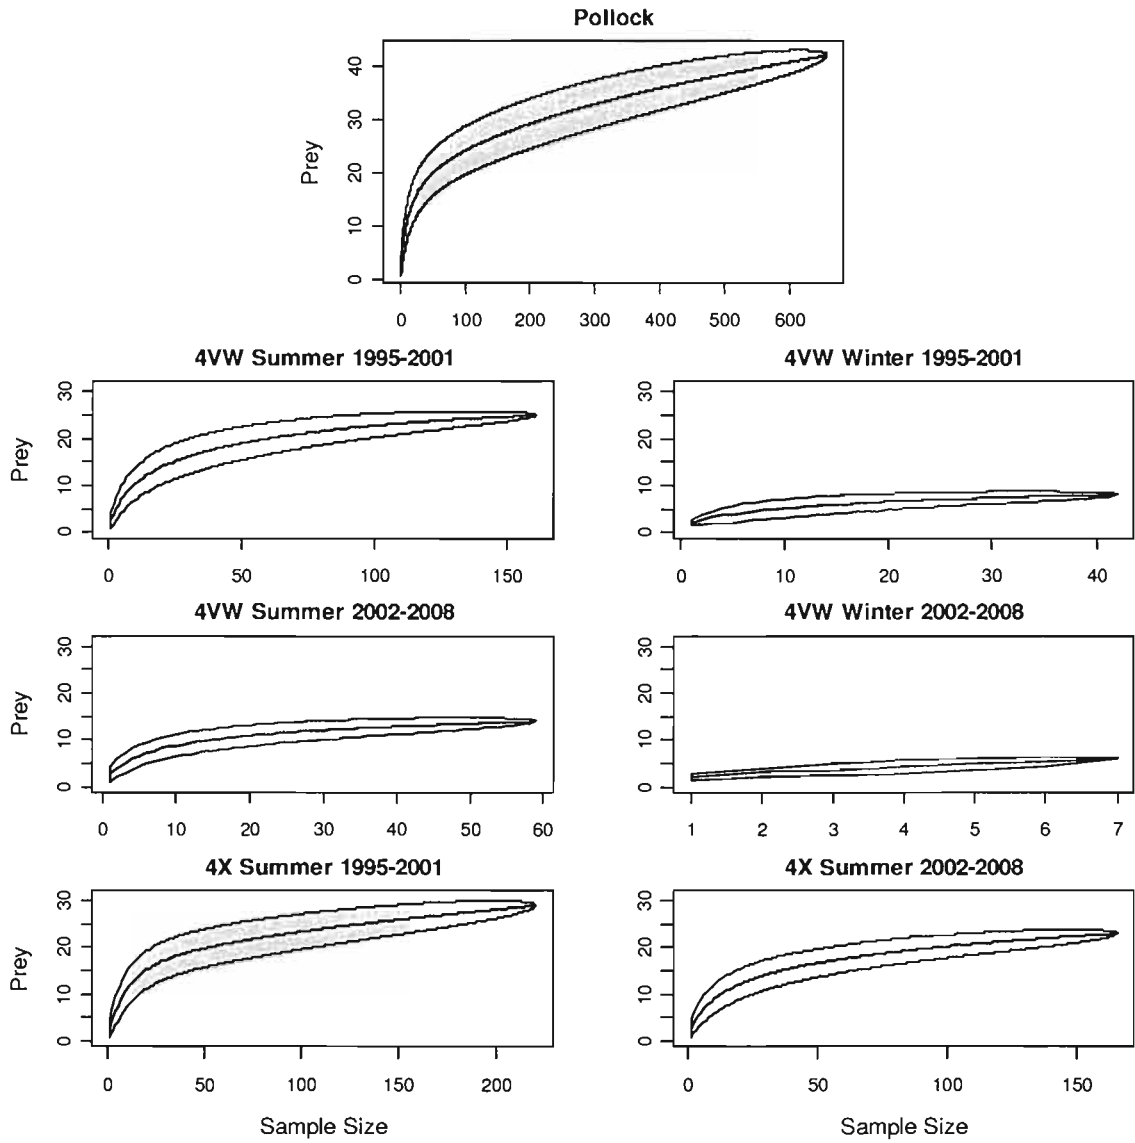 Pollock
Prey
40
30
20
10
0
0 100 200 300 400 500 600
4VW Summer 1995-2001
Prey
30
20
10
0
0 50 100 150
4VW Winter 1995-2001
30
20
10
0
0 10 20 30 40
4VW Summer 2002-2008
Prey
30
20
10
0
0 10 20 30 40 50 60
4VW Winter 2002-2008
30
20
10
0
1 2 3 4 5 6 7
4X Summer 1995-2001
Prey
30
20
10
0
0 50 100 150 200
Sample Size
4X Summer 2002-2008
30
20
10
0
0 50 100 150
Sample Size